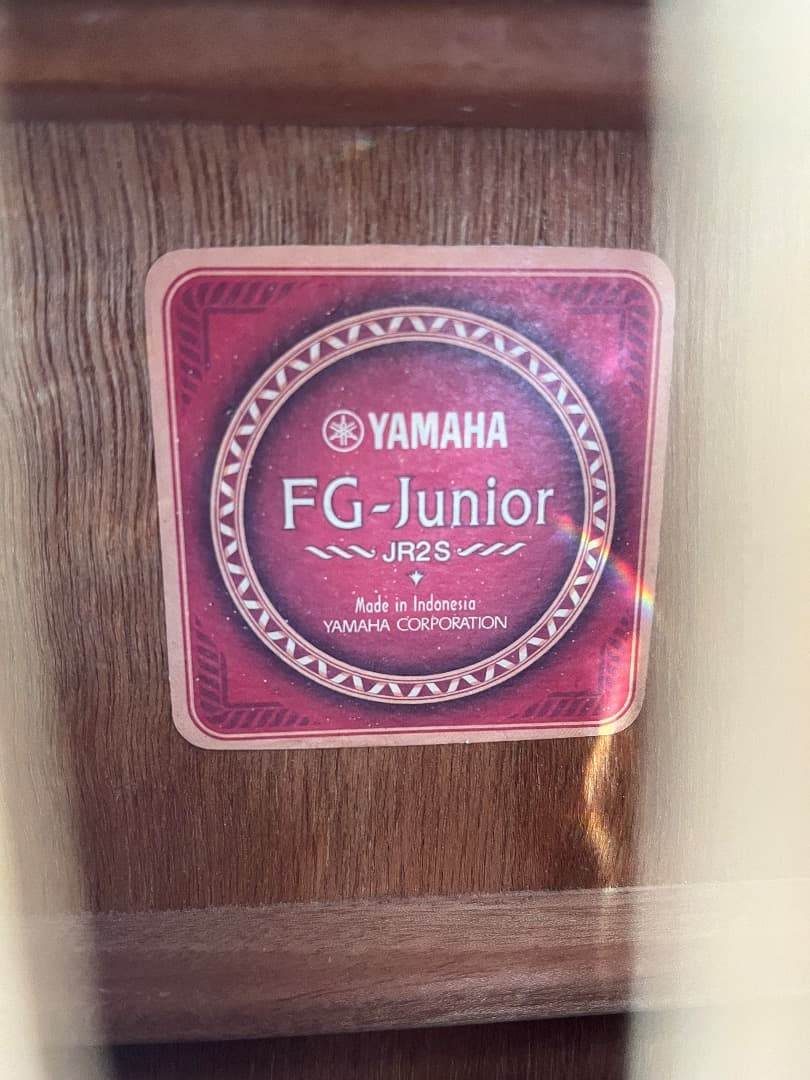 YAMAHA
FG-Junior
JR2S
Made in Indonesia
YAMAHA CORPORATION